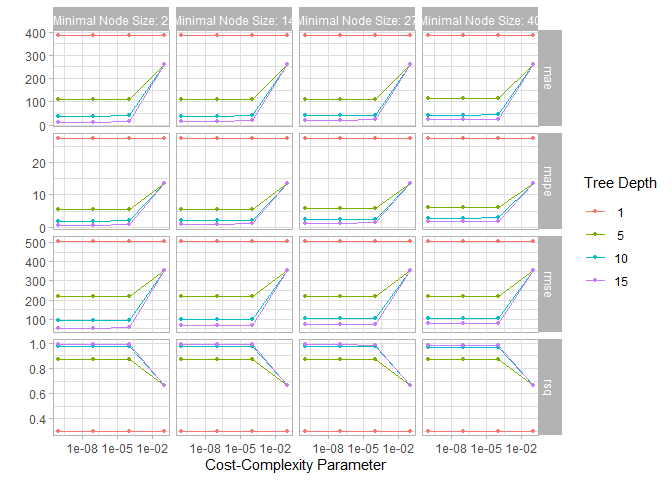 Minimal Node Size: 2
Minimal Node Size: 14
Minimal Node Size: 27
Minimal Node Size: 40
400
300
200
100
0
mae
20
10
0
mape
500
400
300
200
100
rmse
1.0
0.8
0.6
0.4
rsq
1e-08 1e-05 1e-02
1e-08 1e-05 1e-02
1e-08 1e-05 1e-02
1e-08 1e-05 1e-02
Cost-Complexity Parameter
Tree Depth
1
5
10
15